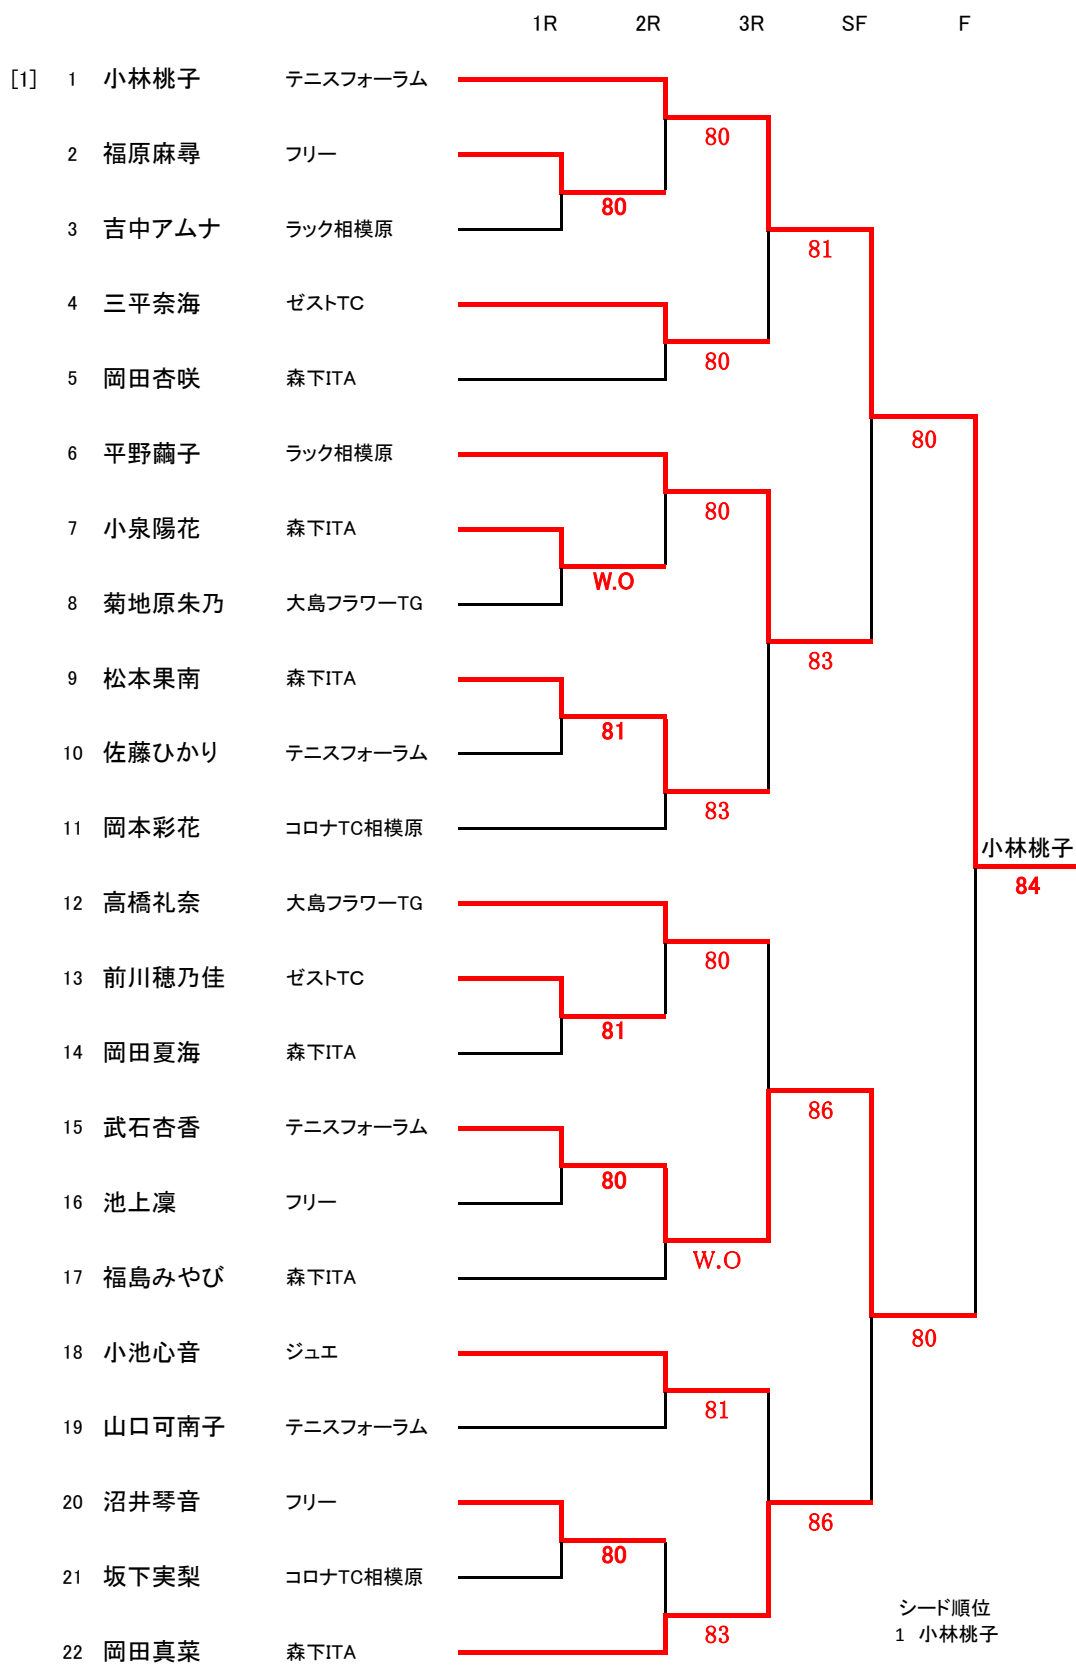 1R 2R 3R SF F
[1] 1 小林桃子 テニスフォーラム
80
2 福原麻尋 フリー
80
3 吉中アムナ ラック相模原
81
4 三平奈海 ゼストTC
80
5 岡田杏咲 森下ITA
80
6 平野繭子 ラック相模原
80
7 小泉陽花 森下ITA
W.O
8 菊地原朱乃 大島フラワーTG
83
9 松本果南 森下ITA
81
10 佐藤ひかり テニスフォーラム
83
11 岡本彩花 コロナTC相模原
小林桃子
84
12 高橋礼奈 大島フラワーTG
80
13 前川穂乃佳 ゼストTC
81
14 岡田夏海 森下ITA
86
15 武石杏香 テニスフォーラム
80
16 池上凜 フリー
W.O
17 福島みやび 森下ITA
80
18 小池心音 ジュエ
81
19 山口可南子 テニスフォーラム
20 沼井琴音 フリー
86
80
21 坂下実梨 コロナTC相模原
シード順位
83
1 小林桃子
22 岡田真菜 森下ITA